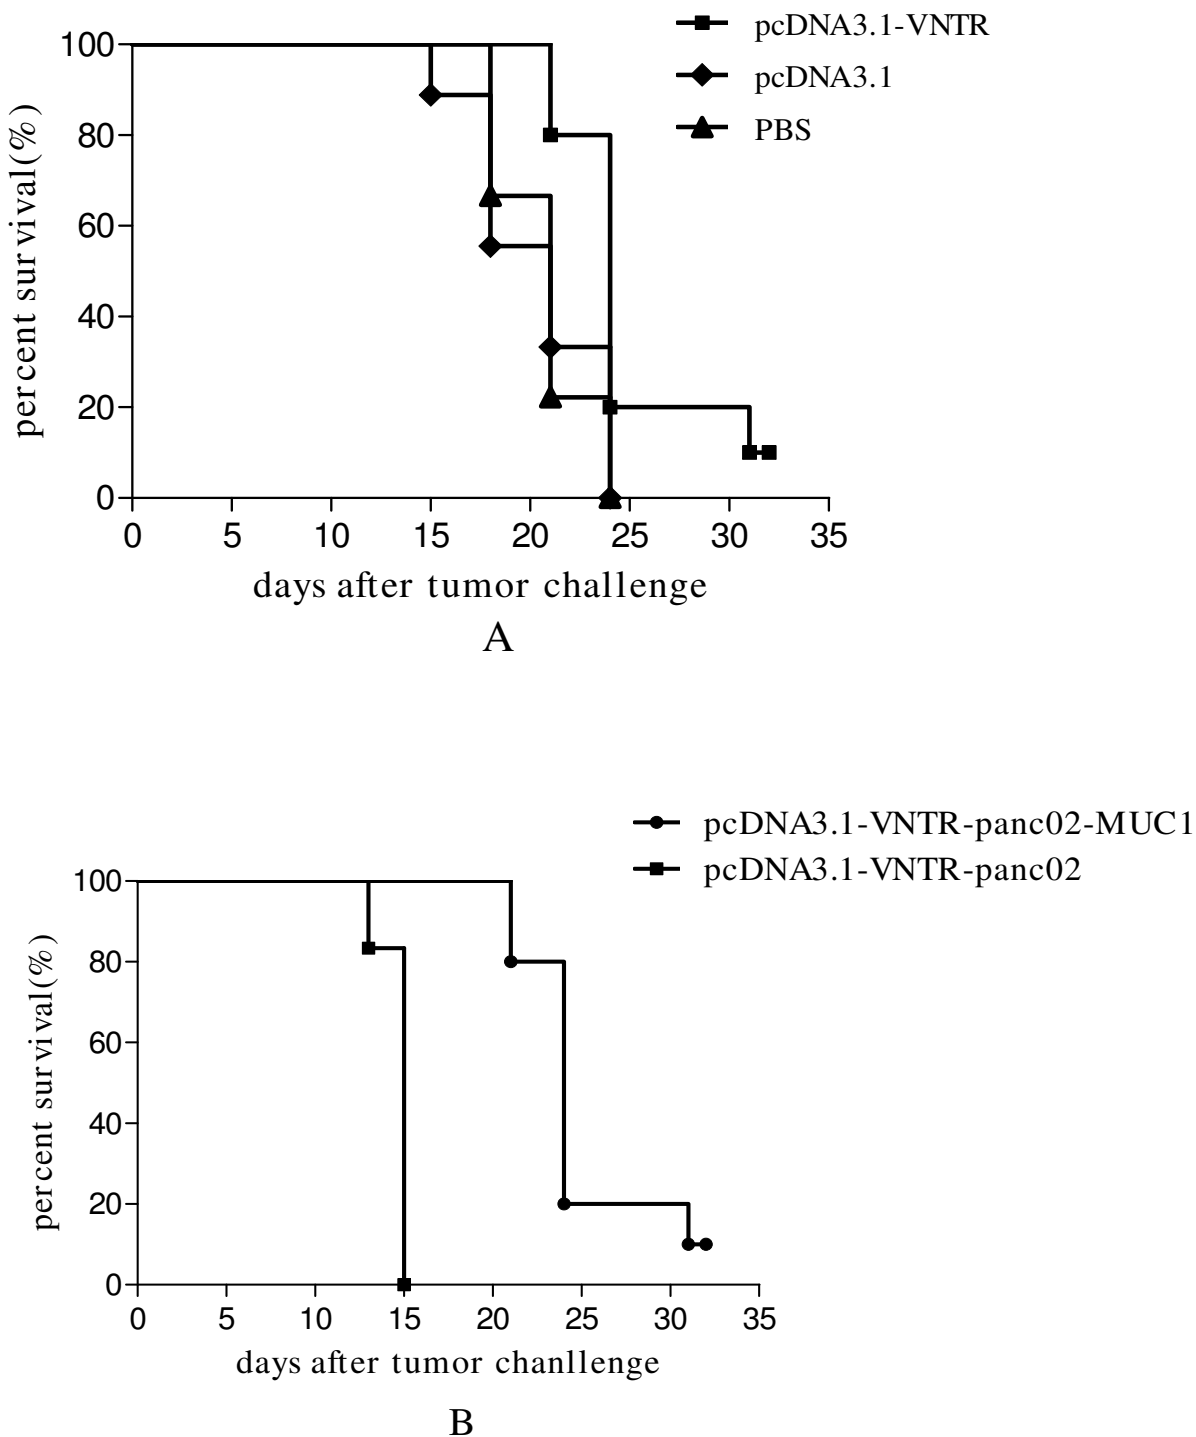 pcDNA3.1-VNTR
pcDNA3.1
PBS
100
80
60
40
20
0
percent survival(%)
0 5 10 15 20 25 30 35
days after tumor challenge
A
pcDNA3.1-VNTR-panc02-MUC1
pcDNA3.1-VNTR-panc02
100
80
60
40
20
0
percent survival(%)
0 5 10 15 20 25 30 35
days after tumor chanllenge
B